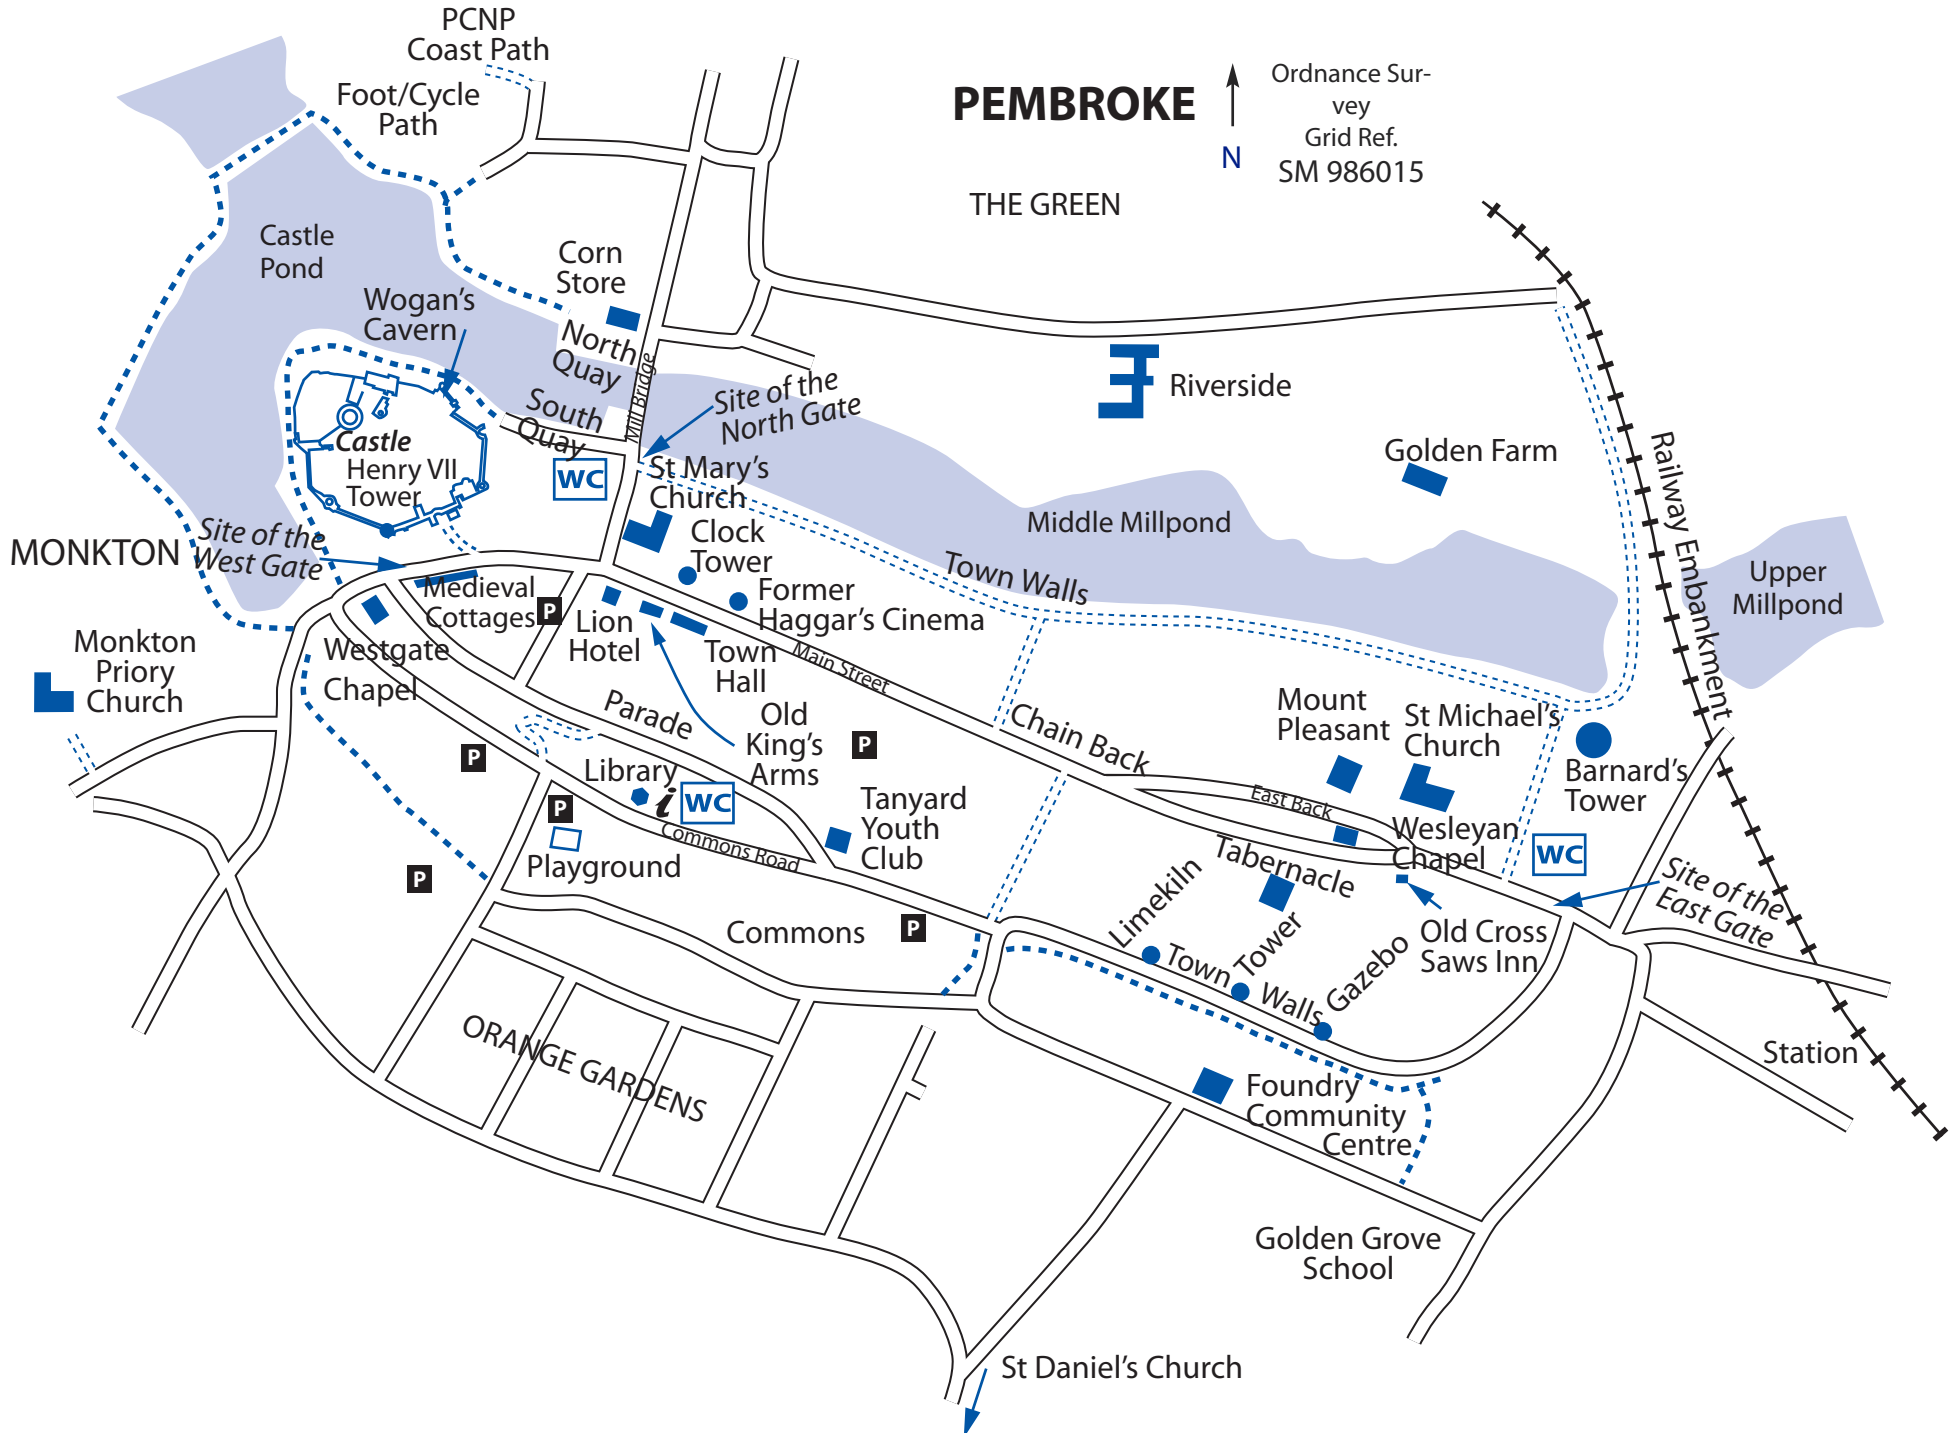 PCNP
Coast Path
Foot/Cycle
Path
PEMBROKE
N
Ordnance Sur-
vey
Grid Ref.
SM 986015
THE GREEN
Castle
Pond
Corn
Store
Wogan's
Cavern
North
Quay
Mill Bridge
South
Quay
Site of the
North Gate
Riverside
Golden Farm
Railway Embankment
Castle
Henry VII
Tower
WC
St Mary's
Church
Clock
Tower
Middle Millpond
Upper
Millpond
MONKTON
Site of the
West Gate
Medieval
Cottages
P
Lion
Hotel
Former
Haggar's Cinema
Town Walls
Town
Hall
Main Street
Monkton
Priory
Church
Westgate
Chapel
Parade
Old
King's
Arms
P
P
Chain Back
Mount
Pleasant
St Michael's
Church
Barnard's
Tower
Library
i
WC
P
Playground
Commons Road
Tanyard
Youth
Club
East Back
Wesleyan
Chapel
WC
Tabernacle
Site of the
East Gate
P
Commons
P
Limekiln
Town
Tower
Walls
Gazebo
Old Cross
Saws Inn
ORANGE GARDENS
Station
Foundry
Community
Centre
Golden Grove
School
St Daniel's Church